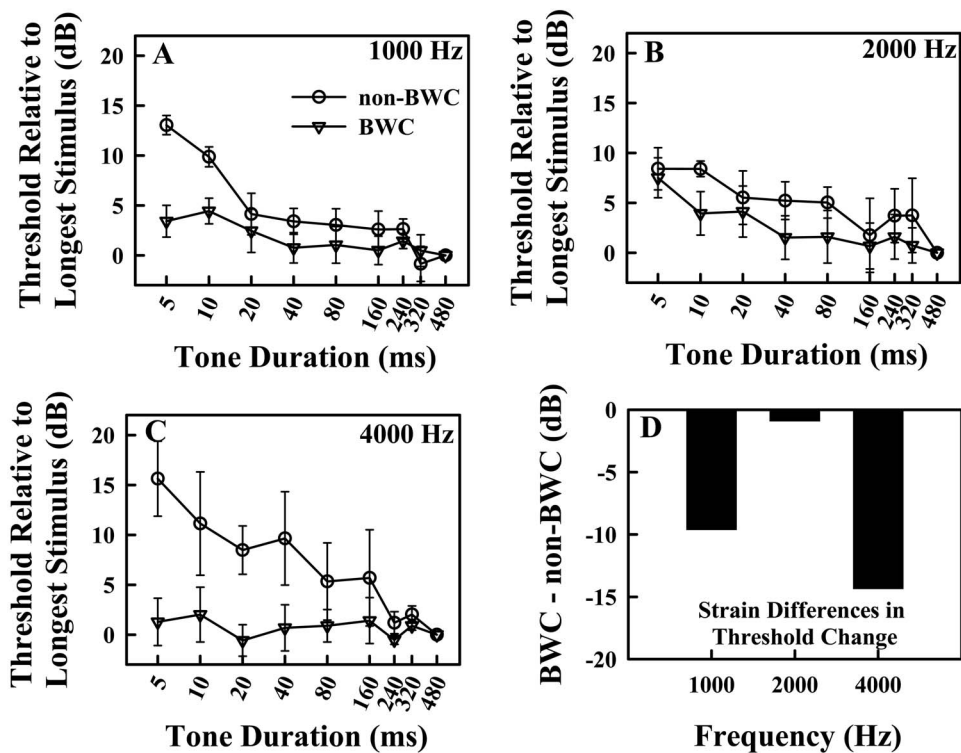 Threshold Relative to
Longest Stimulus (dB)
20
15
10
5
0
A
1000 Hz
non-BWC
BWC
5
10
20
40
80
160
240
320
480
Tone Duration (ms)
Threshold Relative to
Longest Stimulus (dB)
20
15
10
5
0
B
2000 Hz
5
10
20
40
80
160
240
320
480
Tone Duration (ms)
Threshold Relative to
Longest Stimulus (dB)
20
15
10
5
0
C
4000 Hz
5
10
20
40
80
160
240
320
480
Tone Duration (ms)
BWC - non-BWC (dB)
0
-5
-10
-15
-20
D
Strain Differences in
Threshold Change
1000
2000
4000
Frequency (Hz)